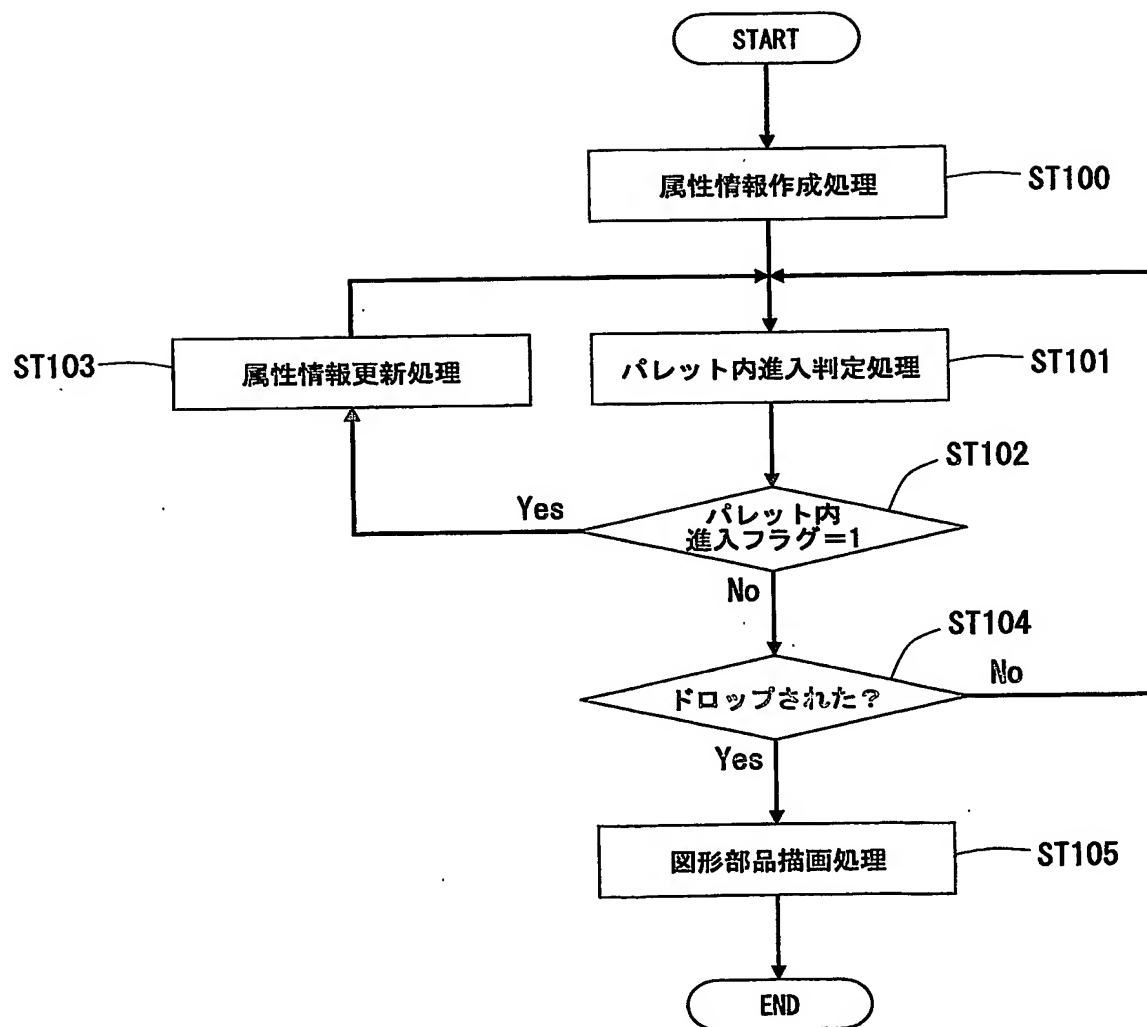 START
属性情報作成処理
ST100
ST103
属性情報更新処理
パレット内進入判定処理
ST101
ST102
Yes
パレット内
進入フラグ=1
No
ST104
ドロップされた?
No
Yes
図形部品描画処理
ST105
END